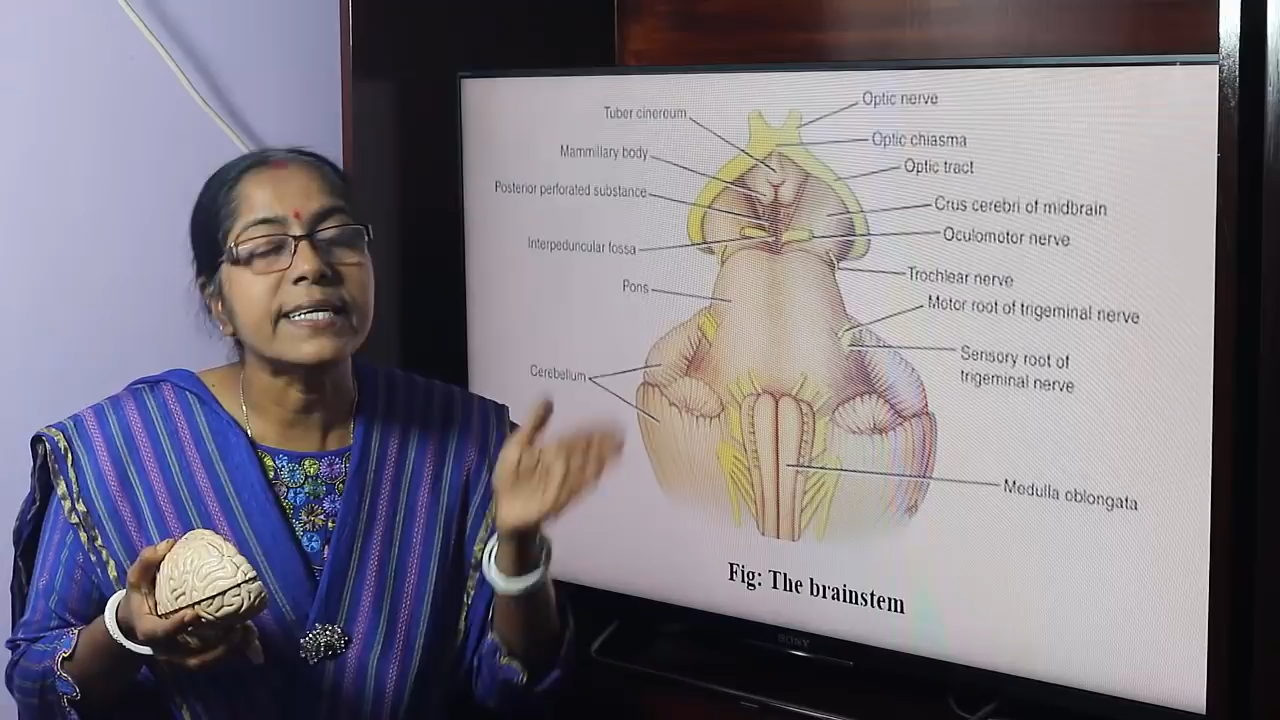 Tuber cinereum
Optic nerve
Optic chiasma
Mammillary body
Optic tract
Posterior perforated substance
Crus cerebri of midbrain
Interpeduncular fossa
Oculomotor nerve
Trochlear nerve
Pons
Motor root of trigeminal nerve
Sensory root of
trigeminal nerve
Cerebellum
Medulla oblongata
Fig: The brainstem
SONY